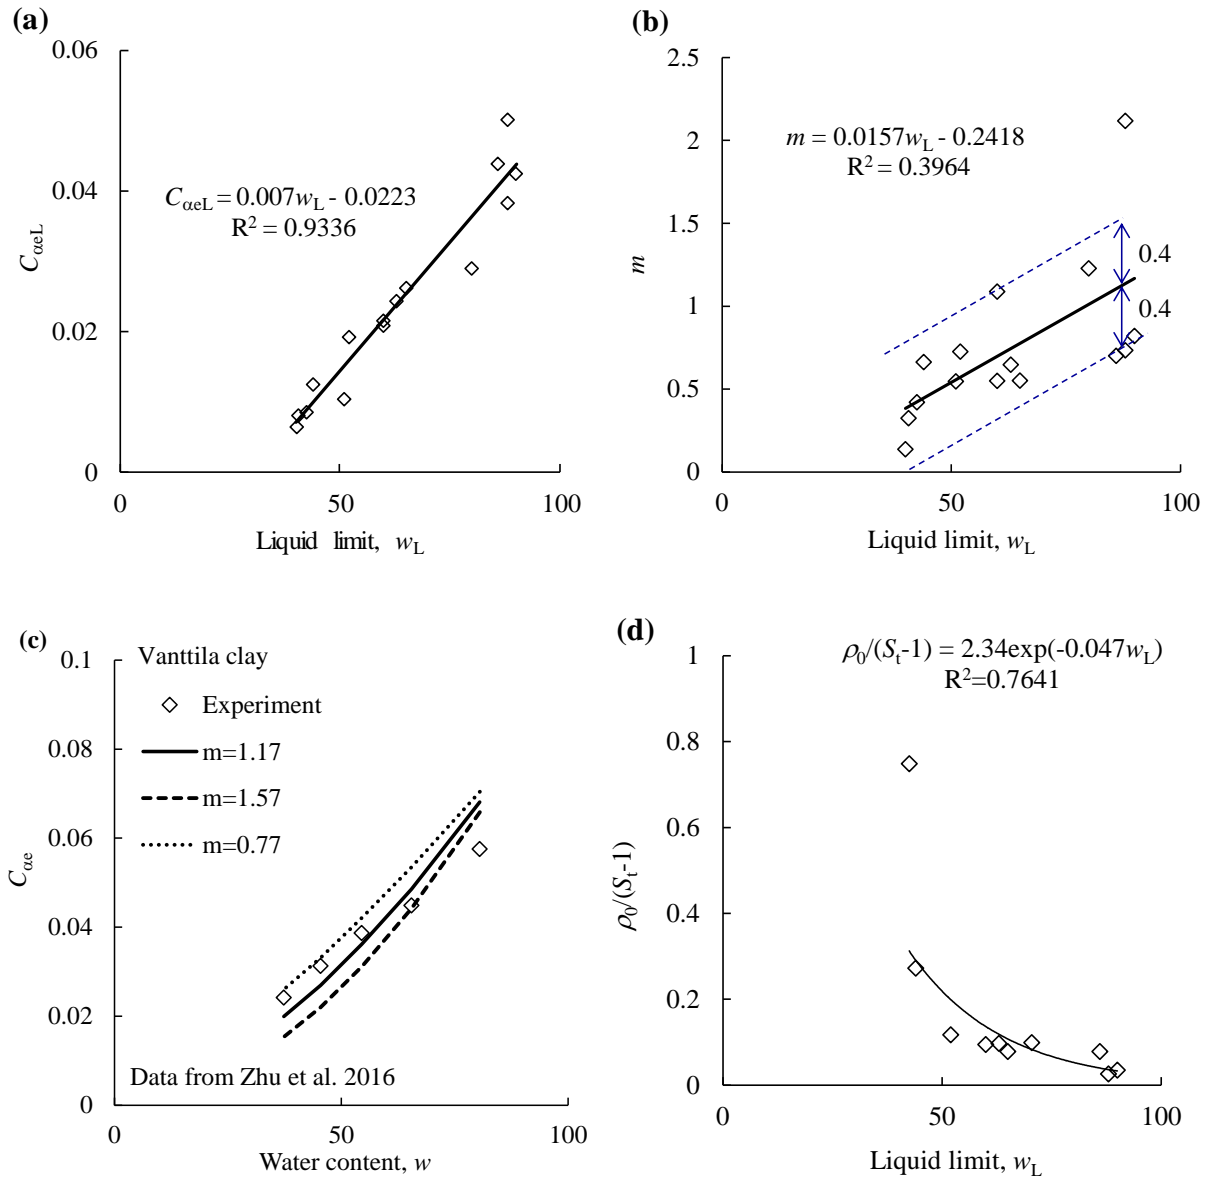 (a)
0.06
0.04
0.02
0
CαeL
CαeL = 0.007wL - 0.0223
R2 = 0.9336
0 50 100
Liquid limit, wL
(b)
2.5
2
1.5
1
0.5
0
m
m = 0.0157wL - 0.2418
R2 = 0.3964
0.4
0.4
0 50 100
Liquid limit, wL
(c)
0.1
0.08
0.06
0.04
0.02
0
Cαe
Vanttila clay
Experiment
m=1.17
m=1.57
m=0.77
Data from Zhu et al. 2016
0 50 100
Water content, w
(d)
1
0.8
0.6
0.4
0.2
0
ρ0/(St-1)
ρ0/(St-1) = 2.34exp(-0.047wL)
R2=0.7641
0 50 100
Liquid limit, wL